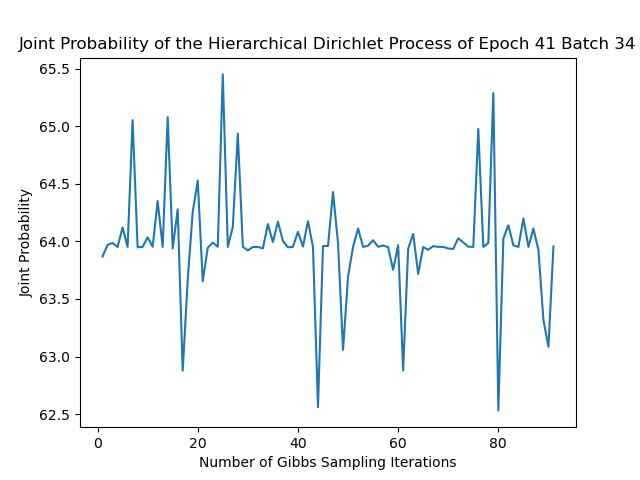 Joint Probability of the Hierarchical Dirichlet Process of Epoch 41 Batch 34
65.5
65.0
64.5
64.0
63.5
63.0
62.5
Joint Probability
0 20 40 60 80
Number of Gibbs Sampling Iterations